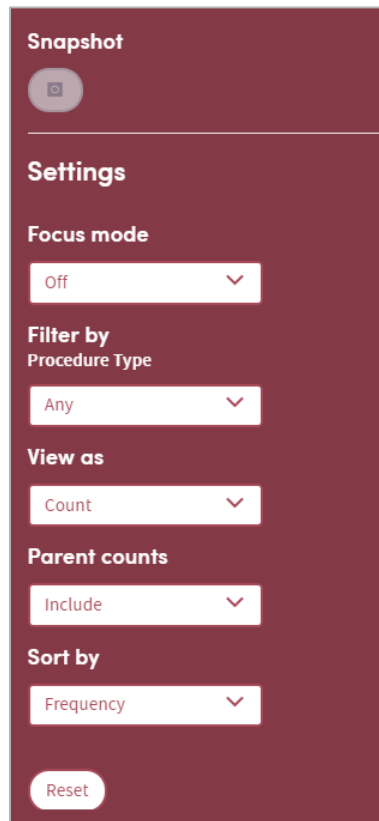 Snapshot
Settings
Focus mode
Off
Filter by
Procedure Type
Any
View as
Count
Parent counts
Include
Sort by
Frequency
Reset